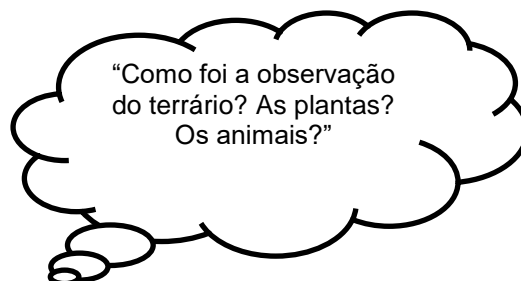 “Como foi a observação
do terrário? As plantas?
Os animais?”